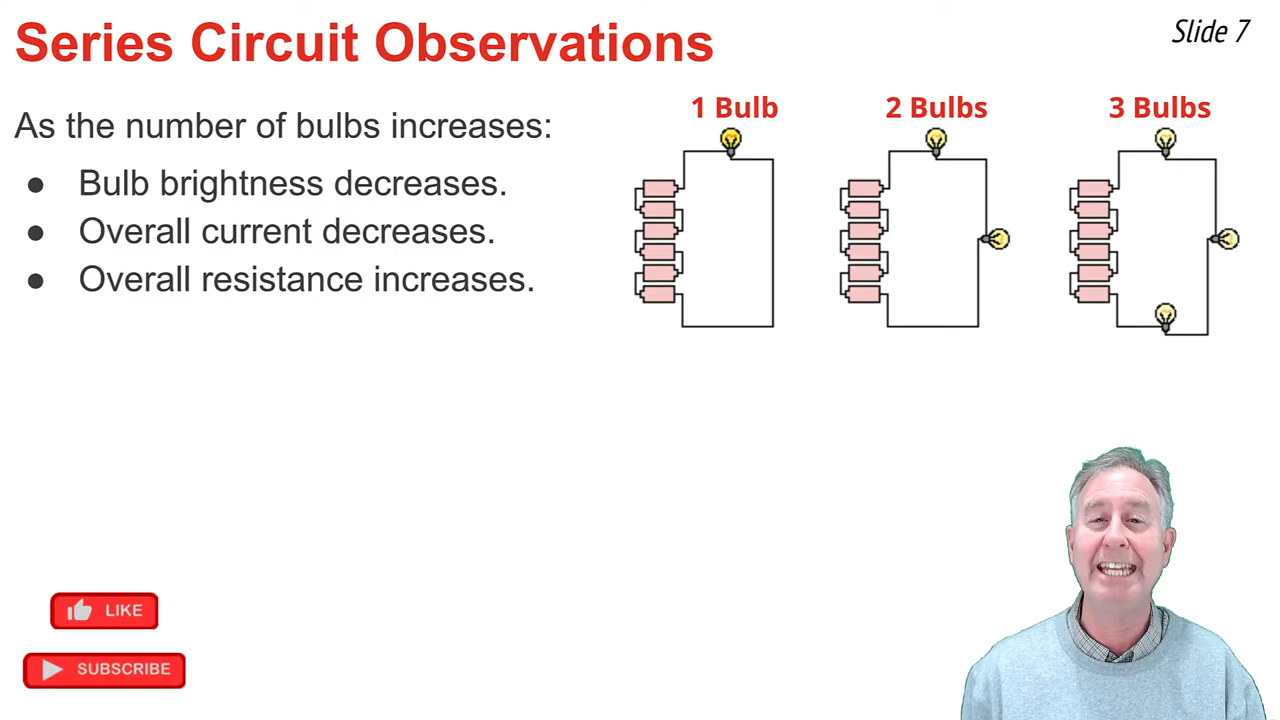 Series Circuit Observations
Slide 7
As the number of bulbs increases:
● Bulb brightness decreases.
● Overall current decreases.
● Overall resistance increases.
1 Bulb
2 Bulbs
3 Bulbs
LIKE
SUBSCRIBE